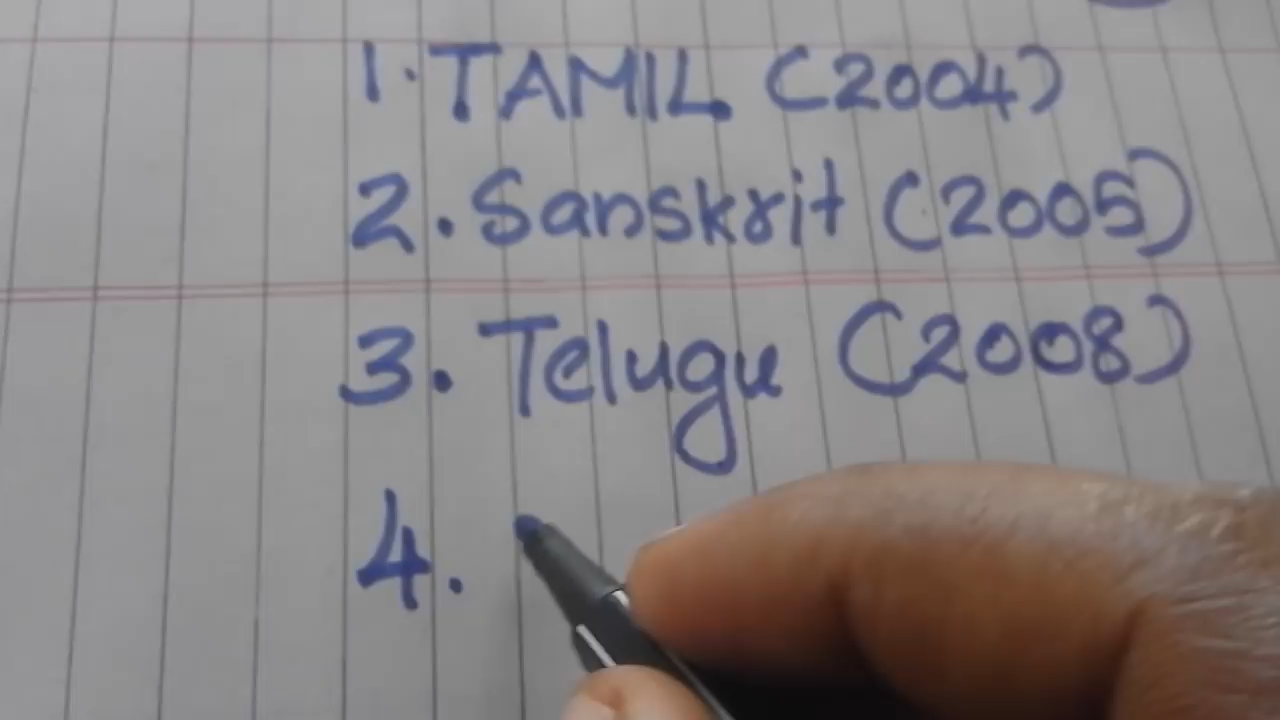 1. TAMIL. (2004)
2. Sanskrit (2005)
3. Telugu (2008)
4.